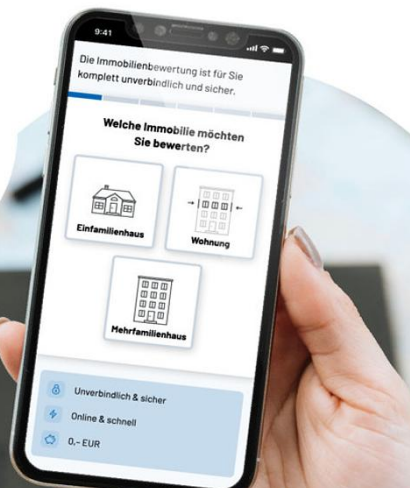 9:41
Die Immobilienbewertung ist für Sie
komplett unverbindlich und sicher.
Welche Immobilie möchten
Sie bewerten?
Einfamilienhaus
Wohnung
Mehrfamilienhaus
Unverbindlich & sicher
Online & schnell
0,- EUR